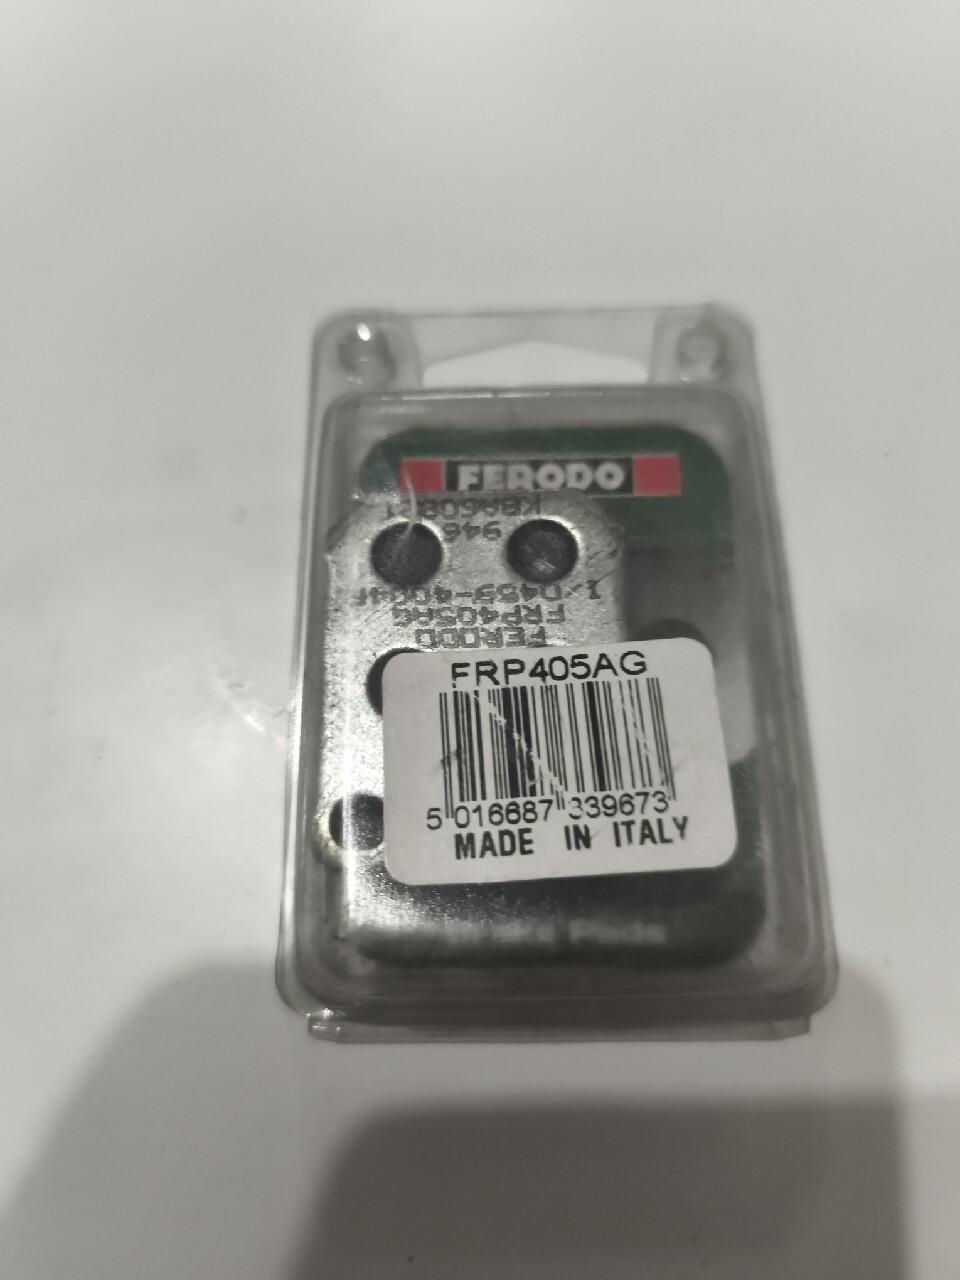 FERODO
946
FRP405AG
FERODO
FRP405AG
5 016687 339673
MADE IN ITALY